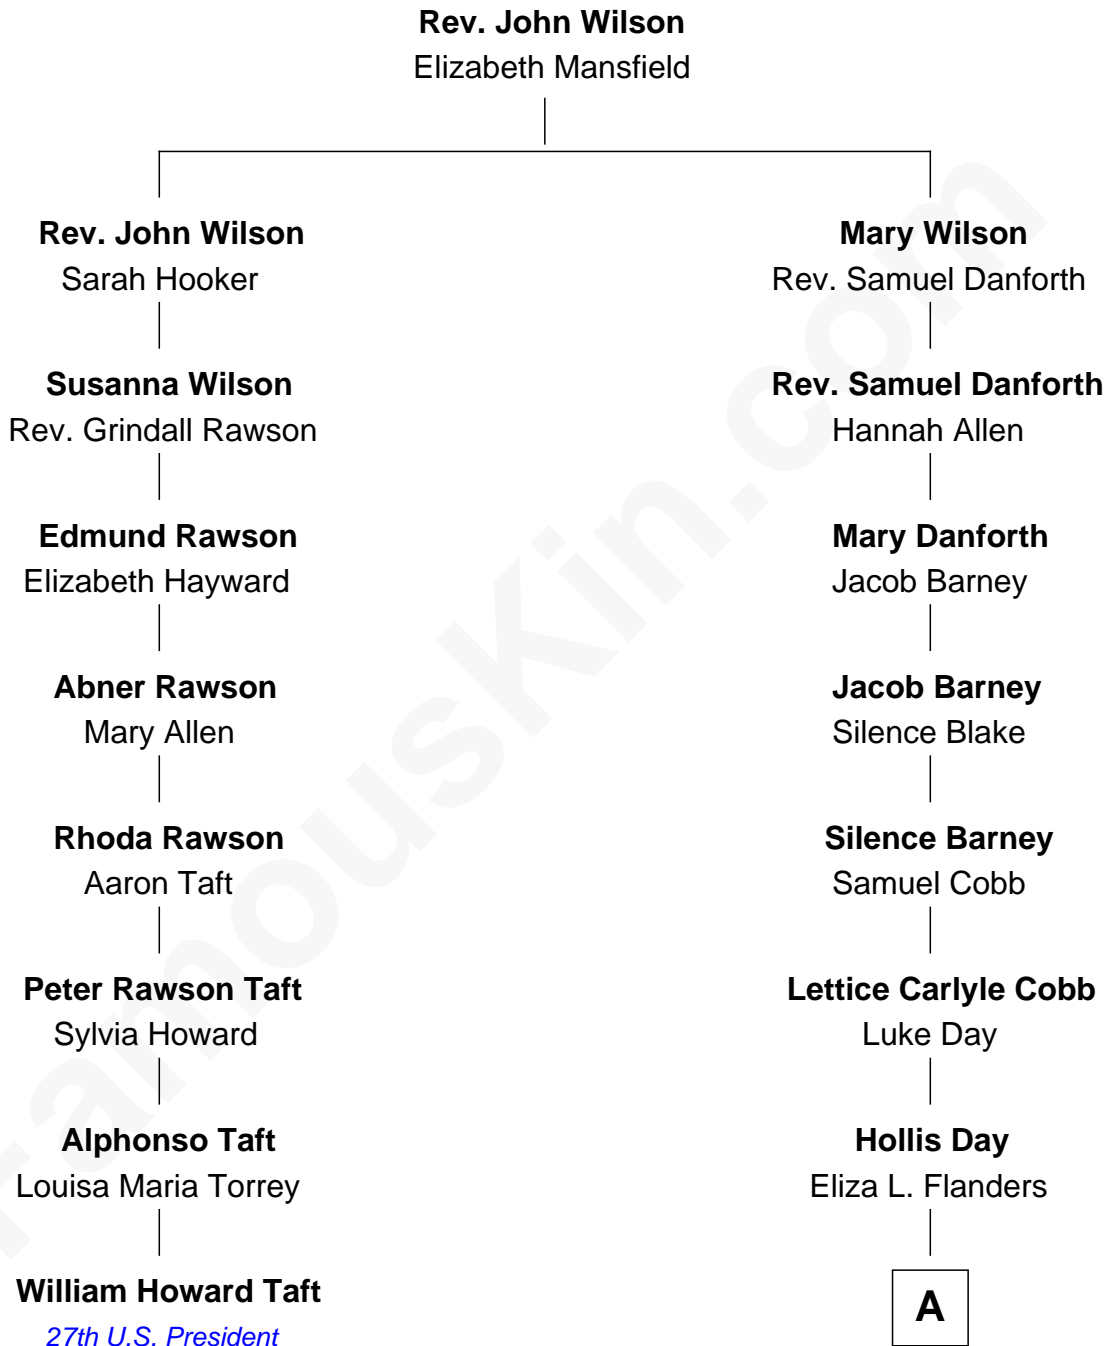 Rev. John Wilson
Elizabeth Mansfield
Rev. John Wilson
Sarah Hooker
Mary Wilson
Rev. Samuel Danforth
Susanna Wilson
Rev. Grindall Rawson
Rev. Samuel Danforth
Hannah Allen
Edmund Rawson
Elizabeth Hayward
Mary Danforth
Jacob Barney
Abner Rawson
Mary Allen
Jacob Barney
Silence Blake
Rhoda Rawson
Aaron Taft
Silence Barney
Samuel Cobb
Peter Rawson Taft
Sylvia Howard
Lettice Carlyle Cobb
Luke Day
Alphonso Taft
Louisa Maria Torrey
Hollis Day
Eliza L. Flanders
William Howard Taft
27th U.S. President
A
FamousKin.com